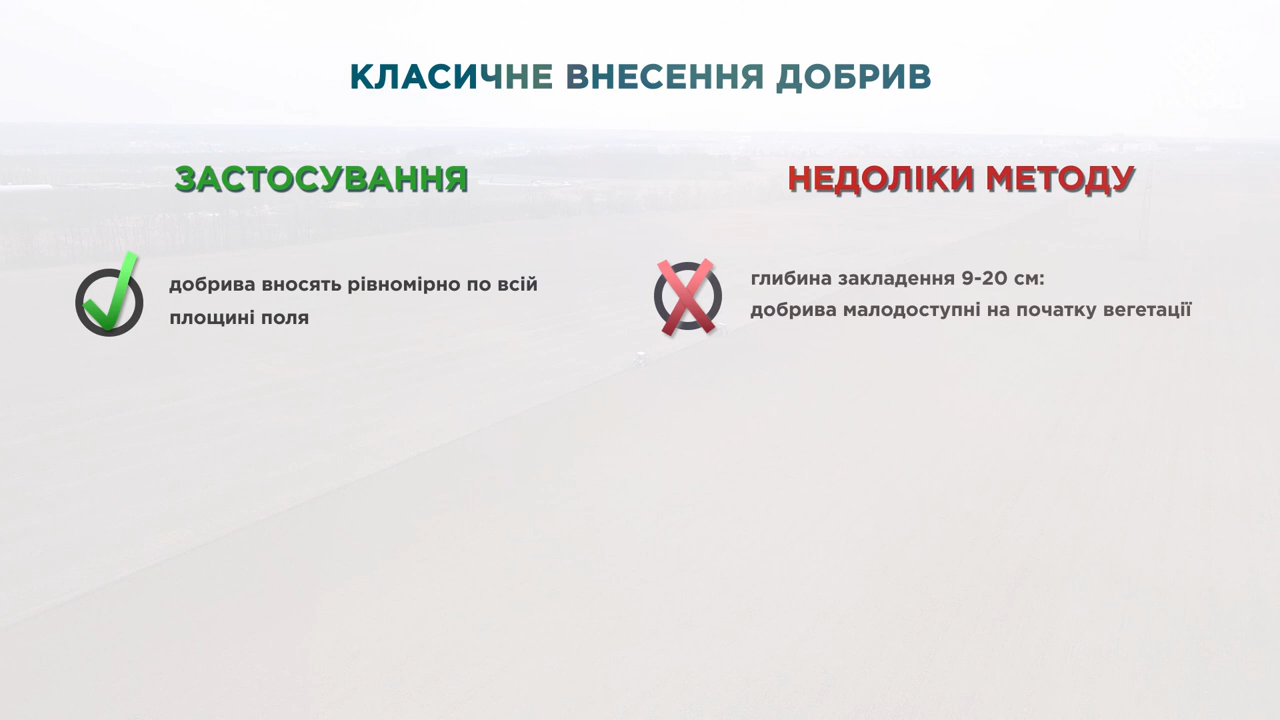 КЛАСИЧНЕ ВНЕСЕННЯ ДОБРИВ
ЗАСТОСУВАННЯ
добрива вносять рівномірно по всій
площині поля
НЕДОЛІКИ МЕТОДУ
глибина закладення 9-20 см:
добрива малодоступні на початку вегетації